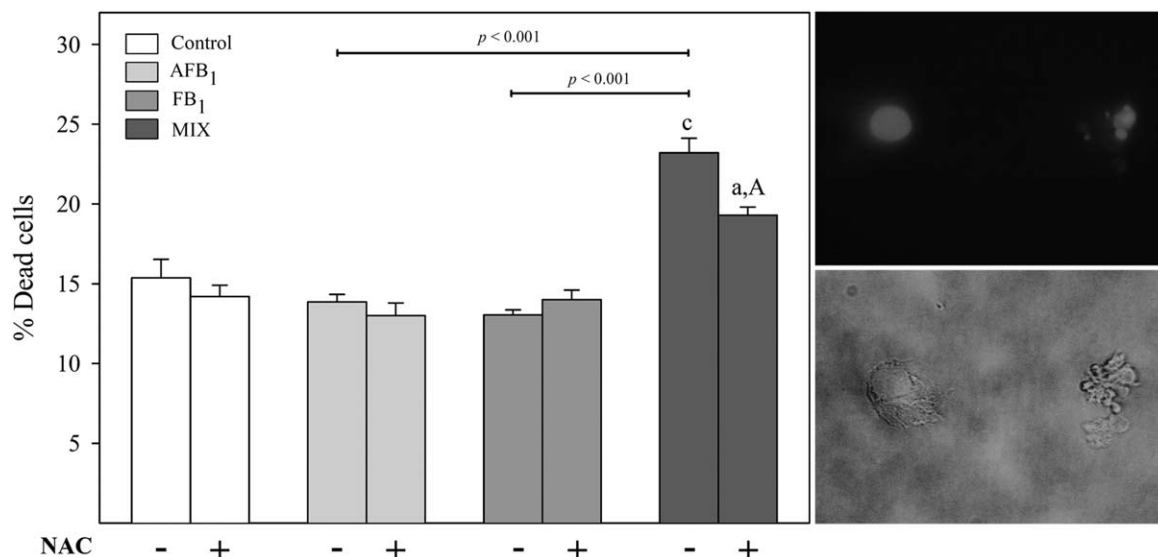 % Dead cells
30
25
20
15
10
5
Control
AFB1
FB1
MIX
p < 0.001
p < 0.001
c
a,A
NAC - + - + - + - +